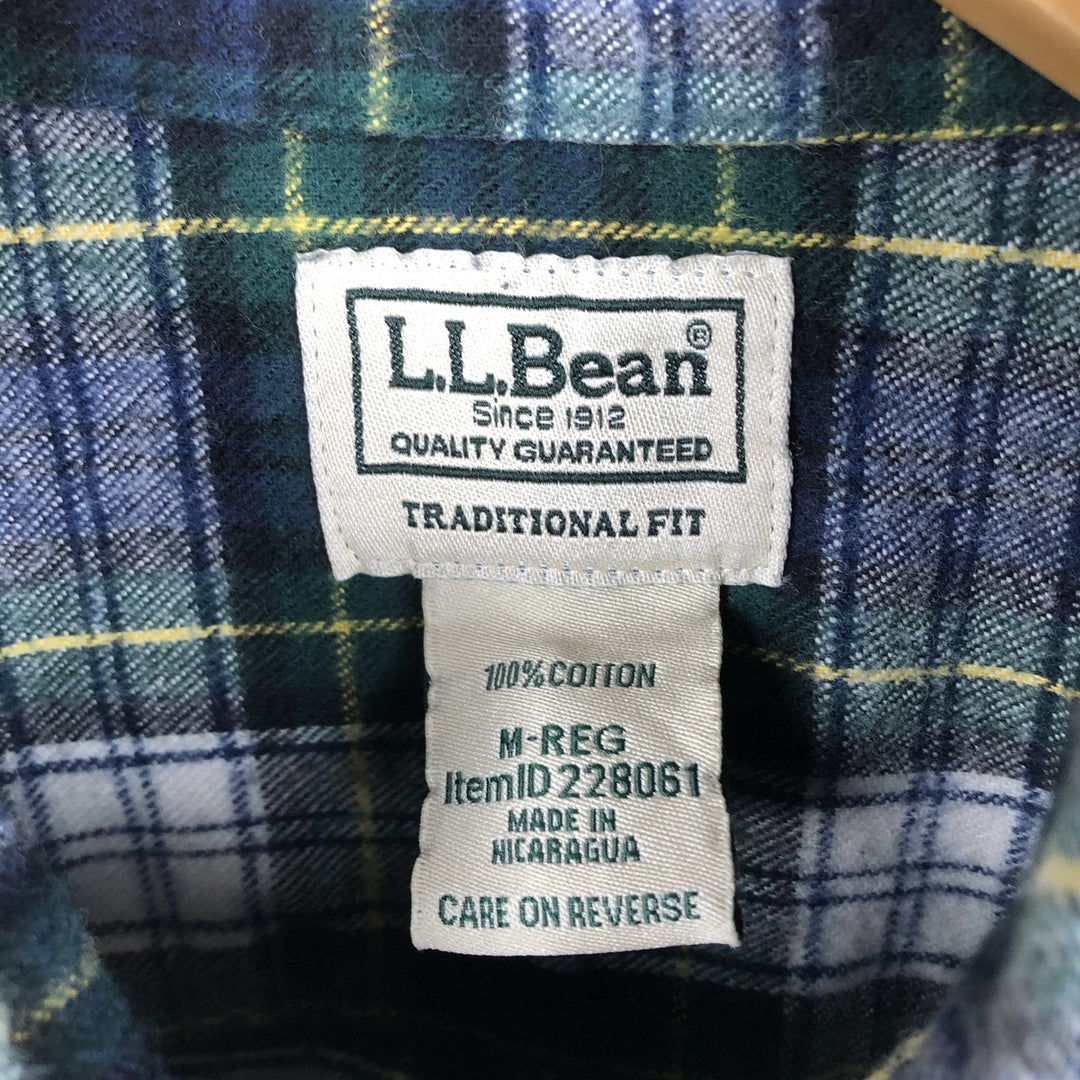 L.L.Bean®
Since 1912
QUALITY GUARANTEED
TRADITIONAL FIT
100% COTTON
M-REG
ItemID 228061
MADE IN
NICARAGUA
CARE ON REVERSE